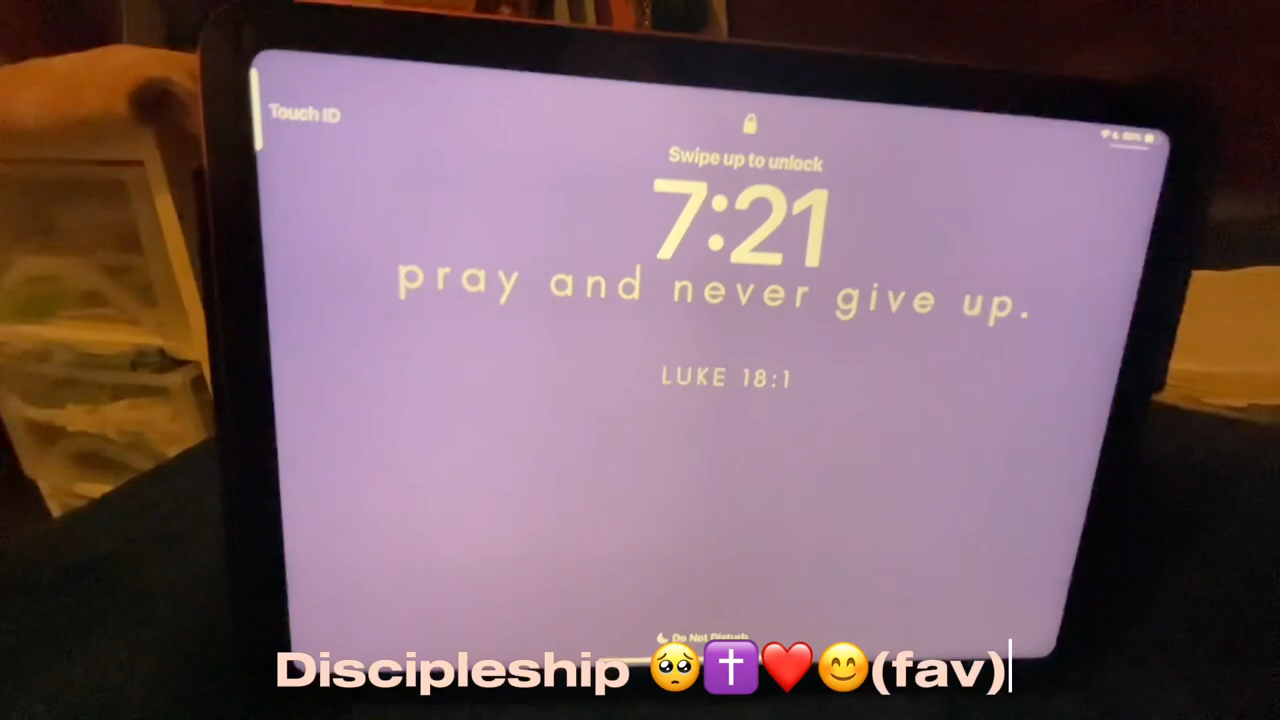 Touch ID
Swipe up to unlock
7:21
pray and never give up.
LUKE 18:1
Do Not Disturb
Discipleship 🥺✝️❤️😊(fav)